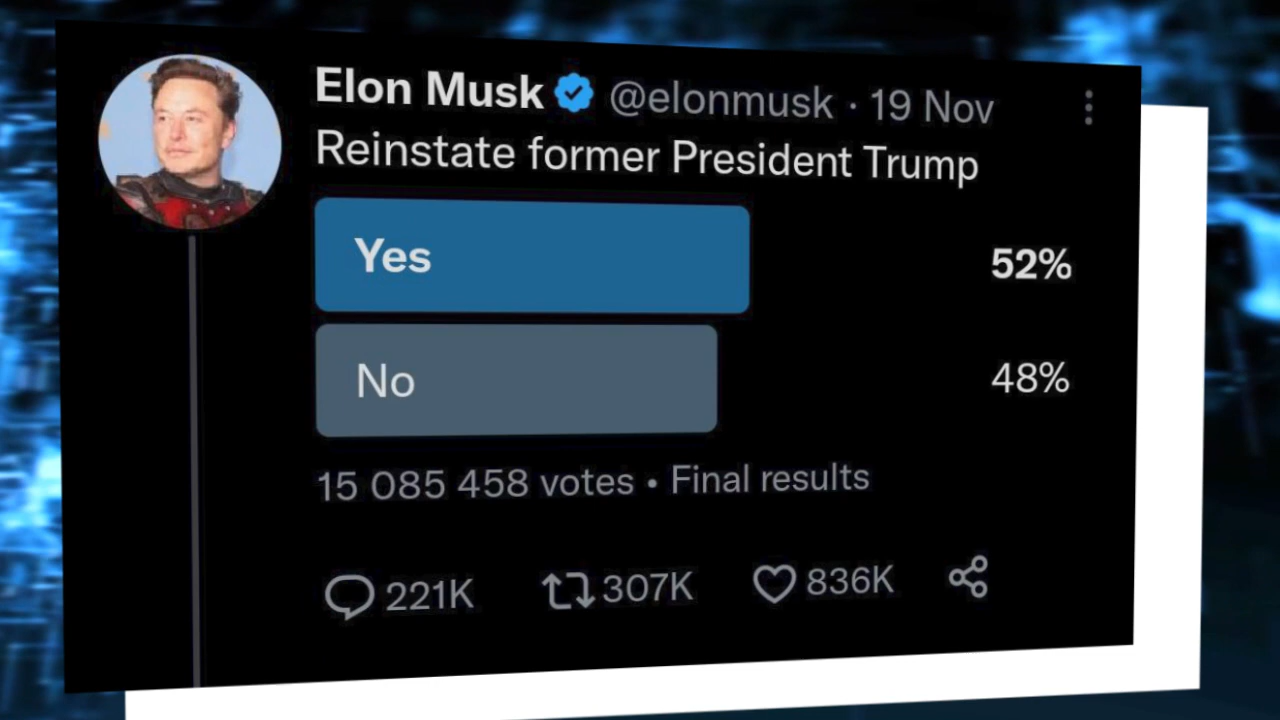 Elon Musk @elonmusk · 19 Nov
Reinstate former President Trump
Yes 52%
No 48%
15 085 458 votes • Final results
221K 307K 836K